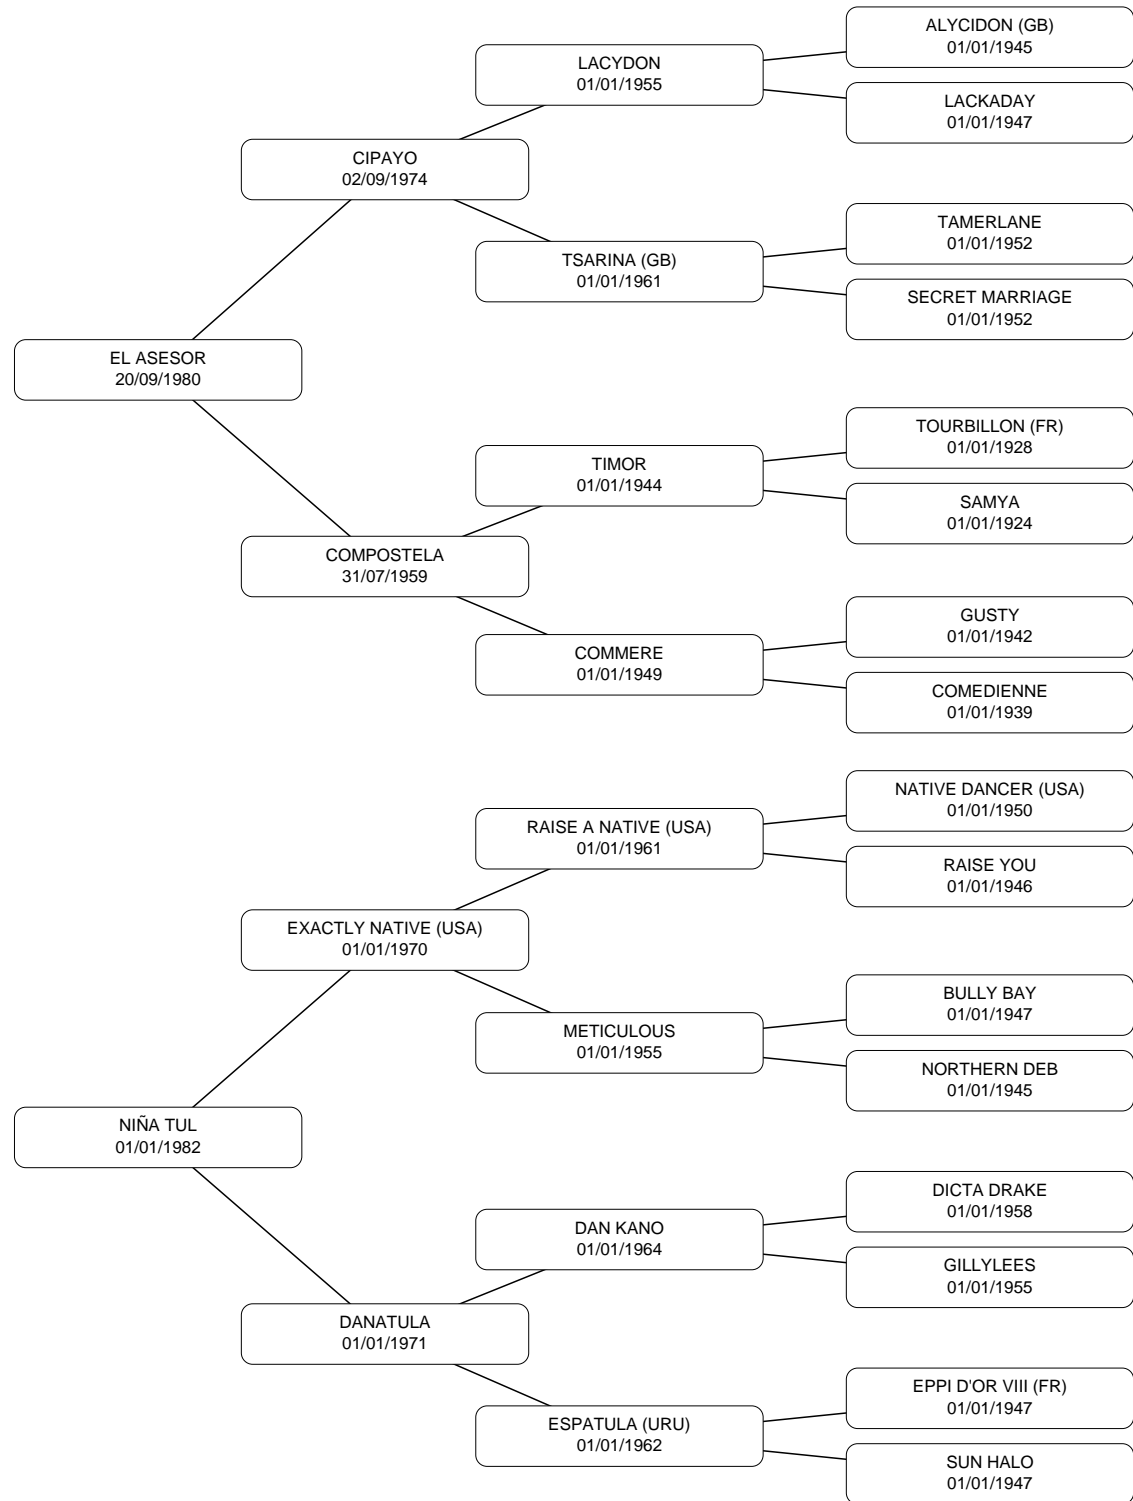 ALYCIDON (GB)
01/01/1945
LACYDON
01/01/1955
LACKADAY
01/01/1947
CIPAYO
02/09/1974
TAMERLANE
01/01/1952
TSARINA (GB)
01/01/1961
SECRET MARRIAGE
01/01/1952
EL ASESOR
20/09/1980
TOURBILLON (FR)
01/01/1928
TIMOR
01/01/1944
SAMYA
01/01/1924
COMPOSTELA
31/07/1959
GUSTY
01/01/1942
COMMERE
01/01/1949
COMEDIENNE
01/01/1939
NATIVE DANCER (USA)
01/01/1950
RAISE A NATIVE (USA)
01/01/1961
RAISE YOU
01/01/1946
EXACTLY NATIVE (USA)
01/01/1970
BULLY BAY
01/01/1947
METICULOUS
01/01/1955
NORTHERN DEB
01/01/1945
NIÑA TUL
01/01/1982
DICTA DRAKE
01/01/1958
DAN KANO
01/01/1964
GILLYLEES
01/01/1955
DANATULA
01/01/1971
EPPI D'OR VIII (FR)
01/01/1947
ESPATULA (URU)
01/01/1962
SUN HALO
01/01/1947